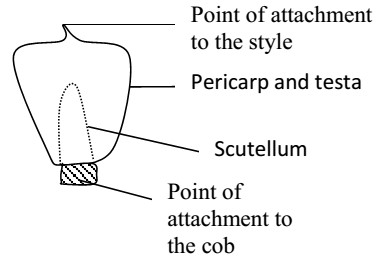 Point of attachment
to the style
Pericarp and testa
Scutellum
Point of
attachment to
the cob